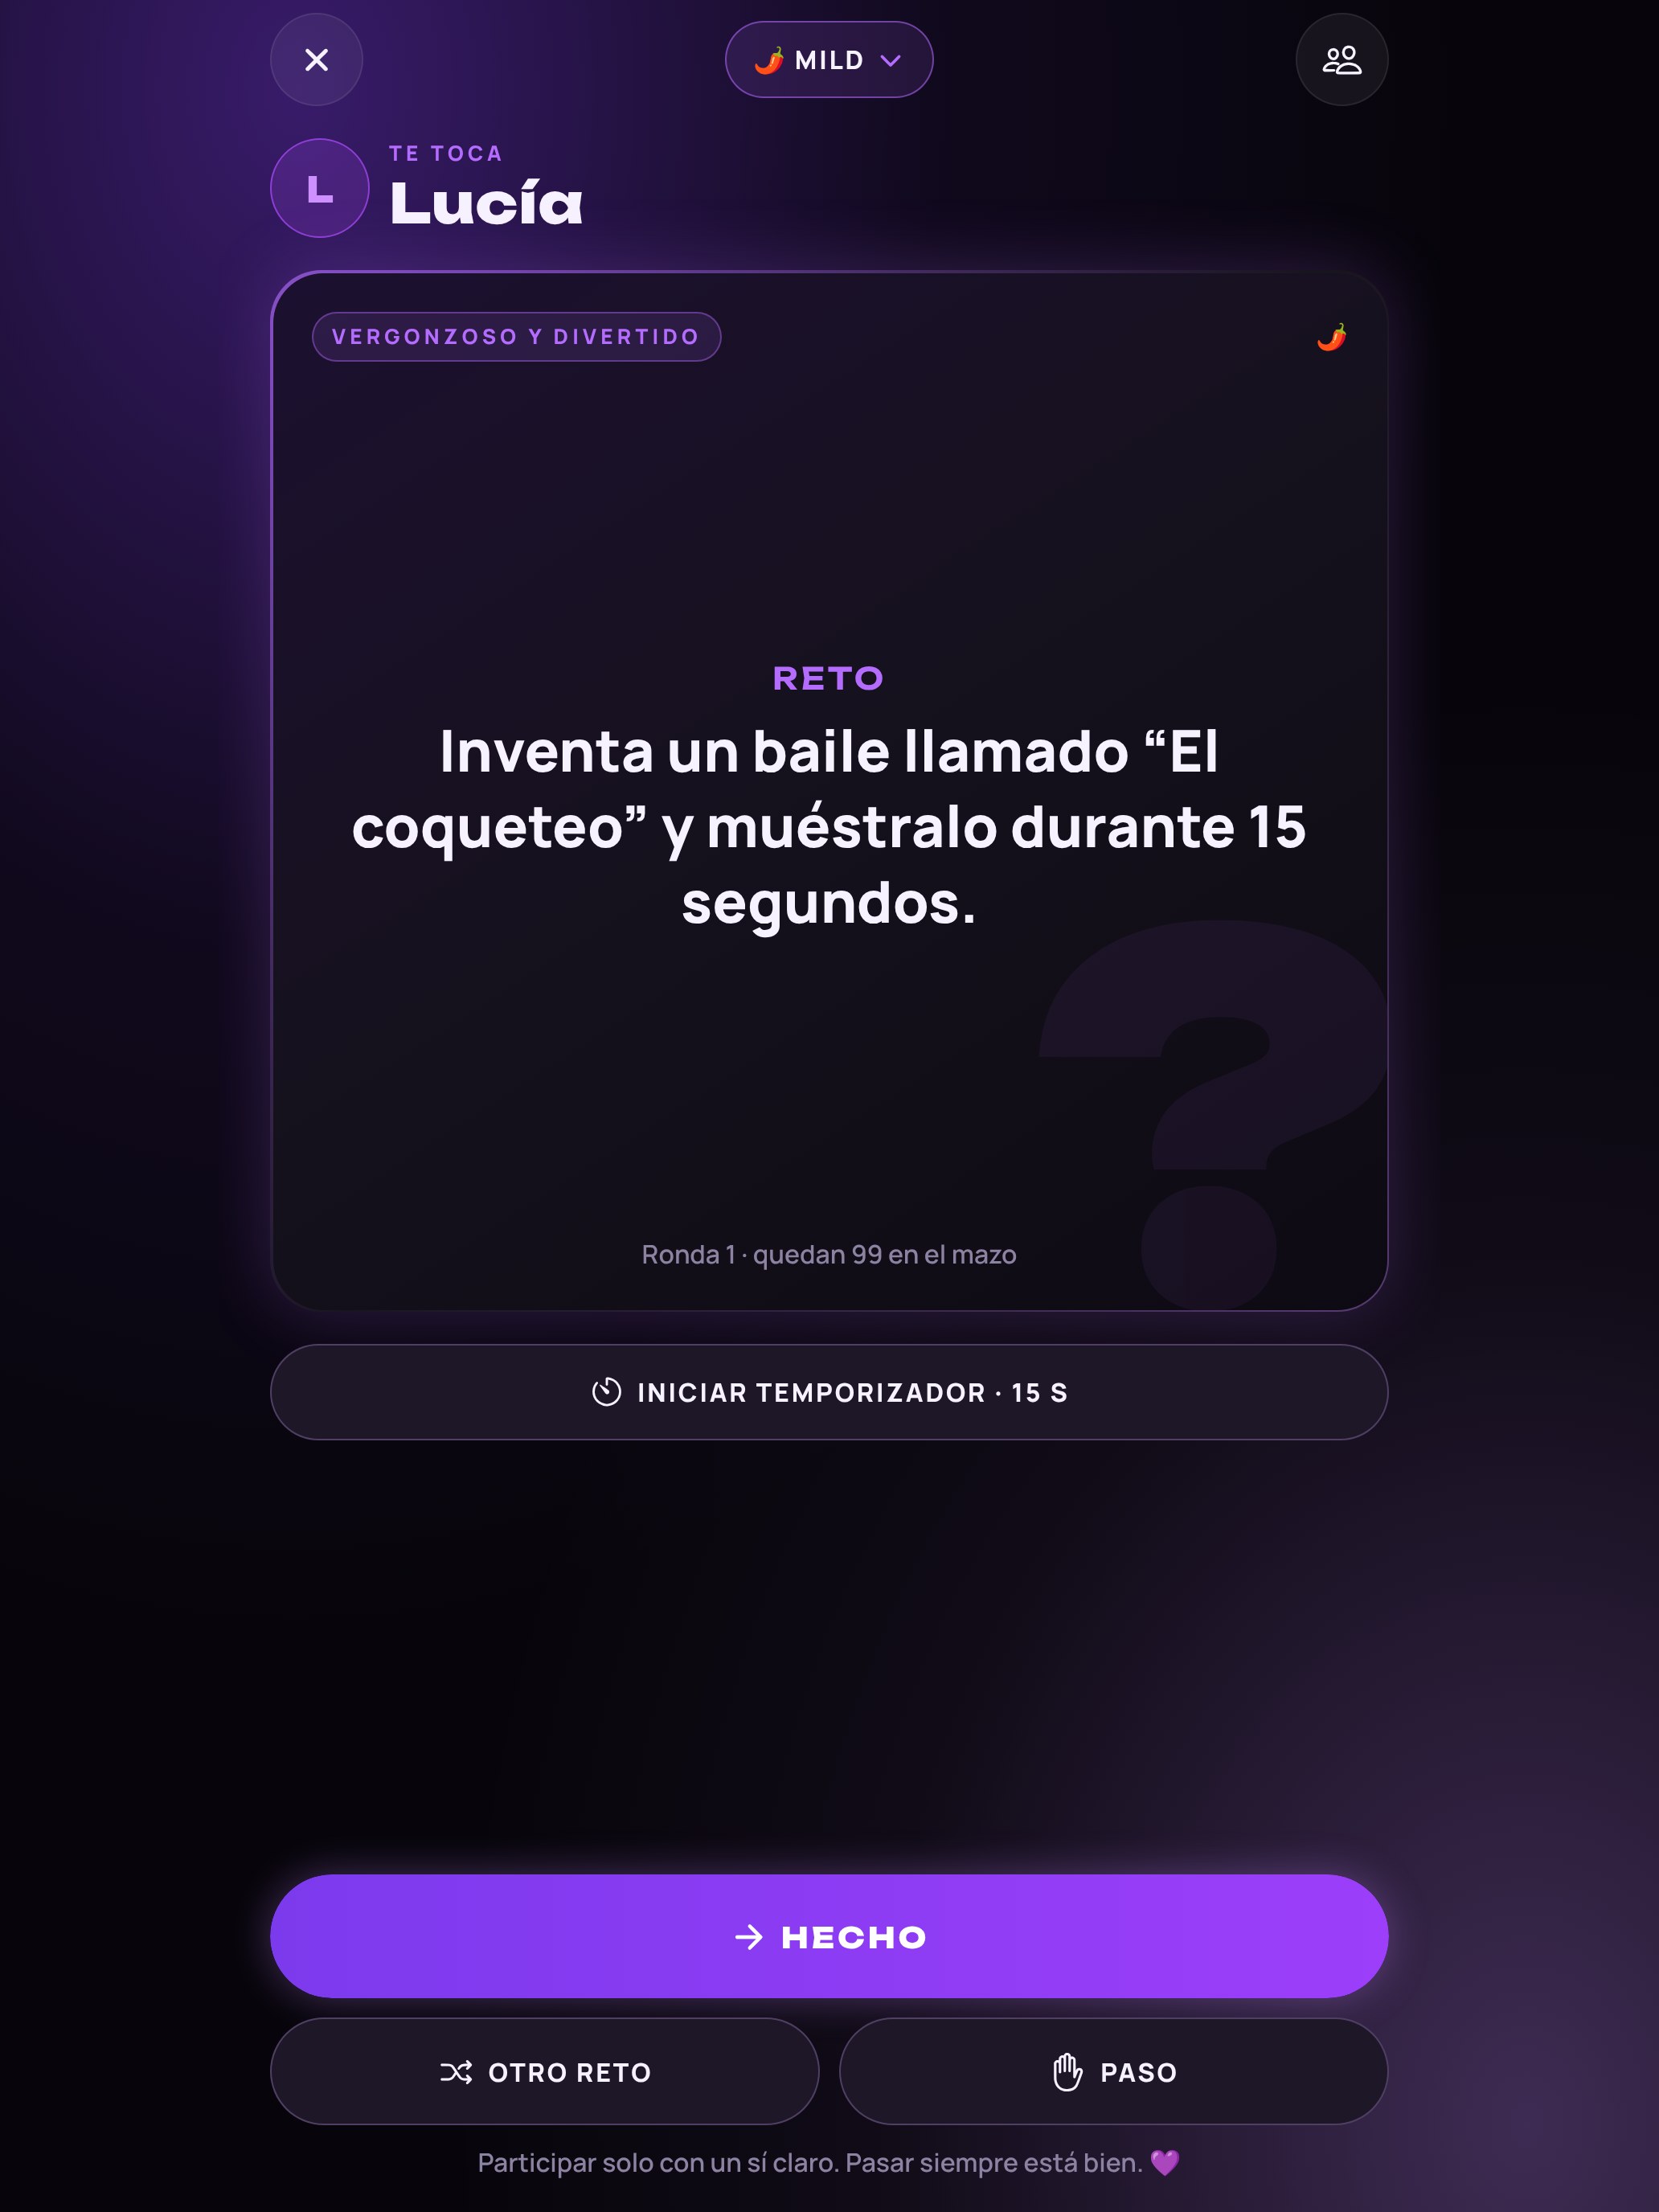 🌶️ MILD
L
TE TOCA
Lucía
VERGONZOSO Y DIVERTIDO
🌶️
RETO
Inventa un baile llamado “El
coqueteo” y muéstralo durante 15
segundos.
?
Ronda 1 · quedan 99 en el mazo
INICIAR TEMPORIZADOR · 15 S
HECHO
OTRO RETO
PASO
Participar solo con un sí claro. Pasar siempre está bien. 💜